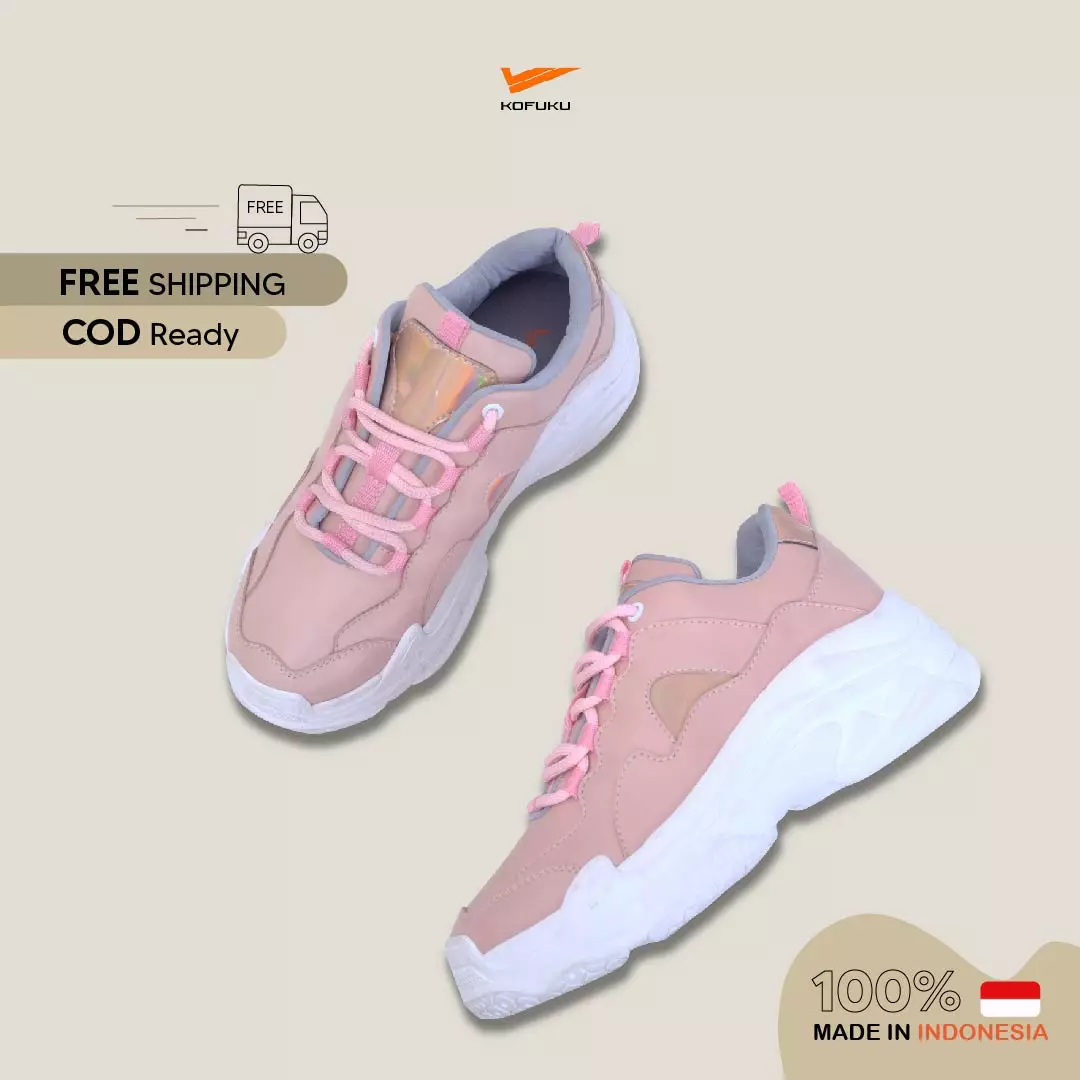 KOFUKU
FREE
FREE SHIPPING
COD Ready
100%
MADE IN INDONESIA